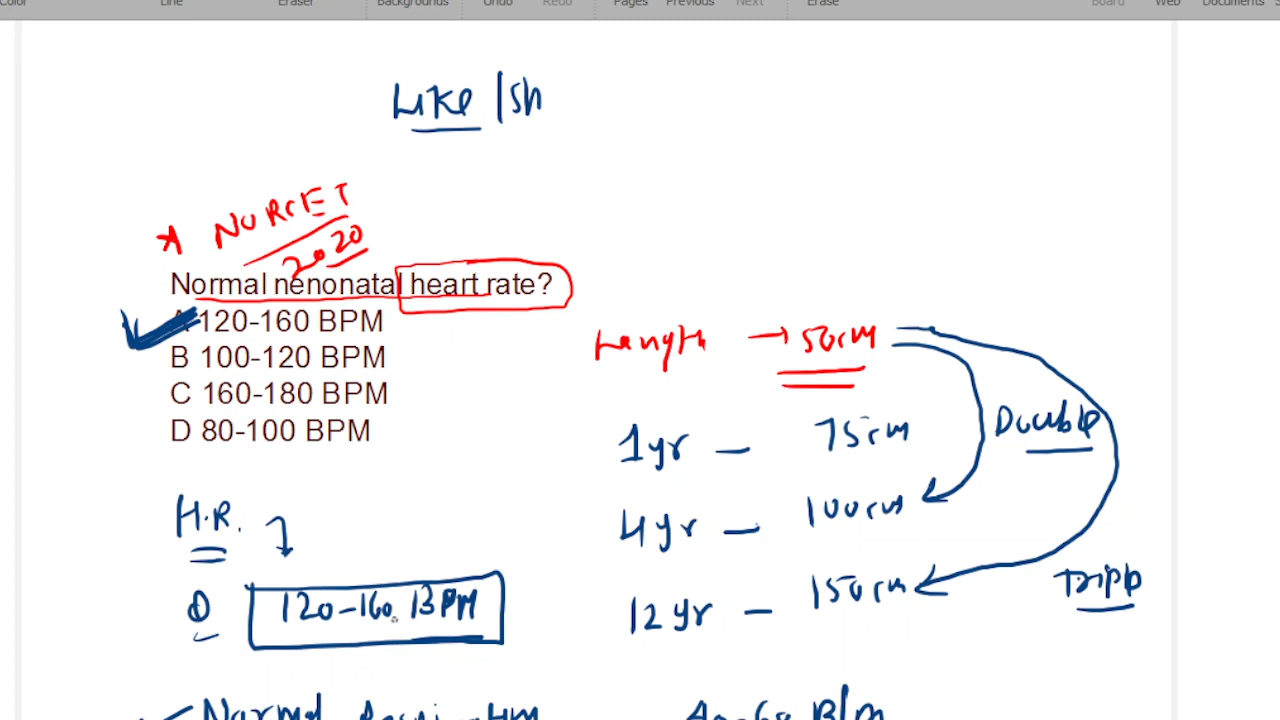 Color Line Eraser Backgrounds Undo Redo Pages Previous Next Erase Board Web Documents
Like | Sh
NORCET
2020
Normal nenonatal heart rate?
A 120-160 BPM
B 100-120 BPM
C 160-180 BPM
D 80-100 BPM
Length → 50cm
1yr - 75cm
Double
4yr - 100cm
12yr - 150cm
H.R.
120-160 BPM
Normal